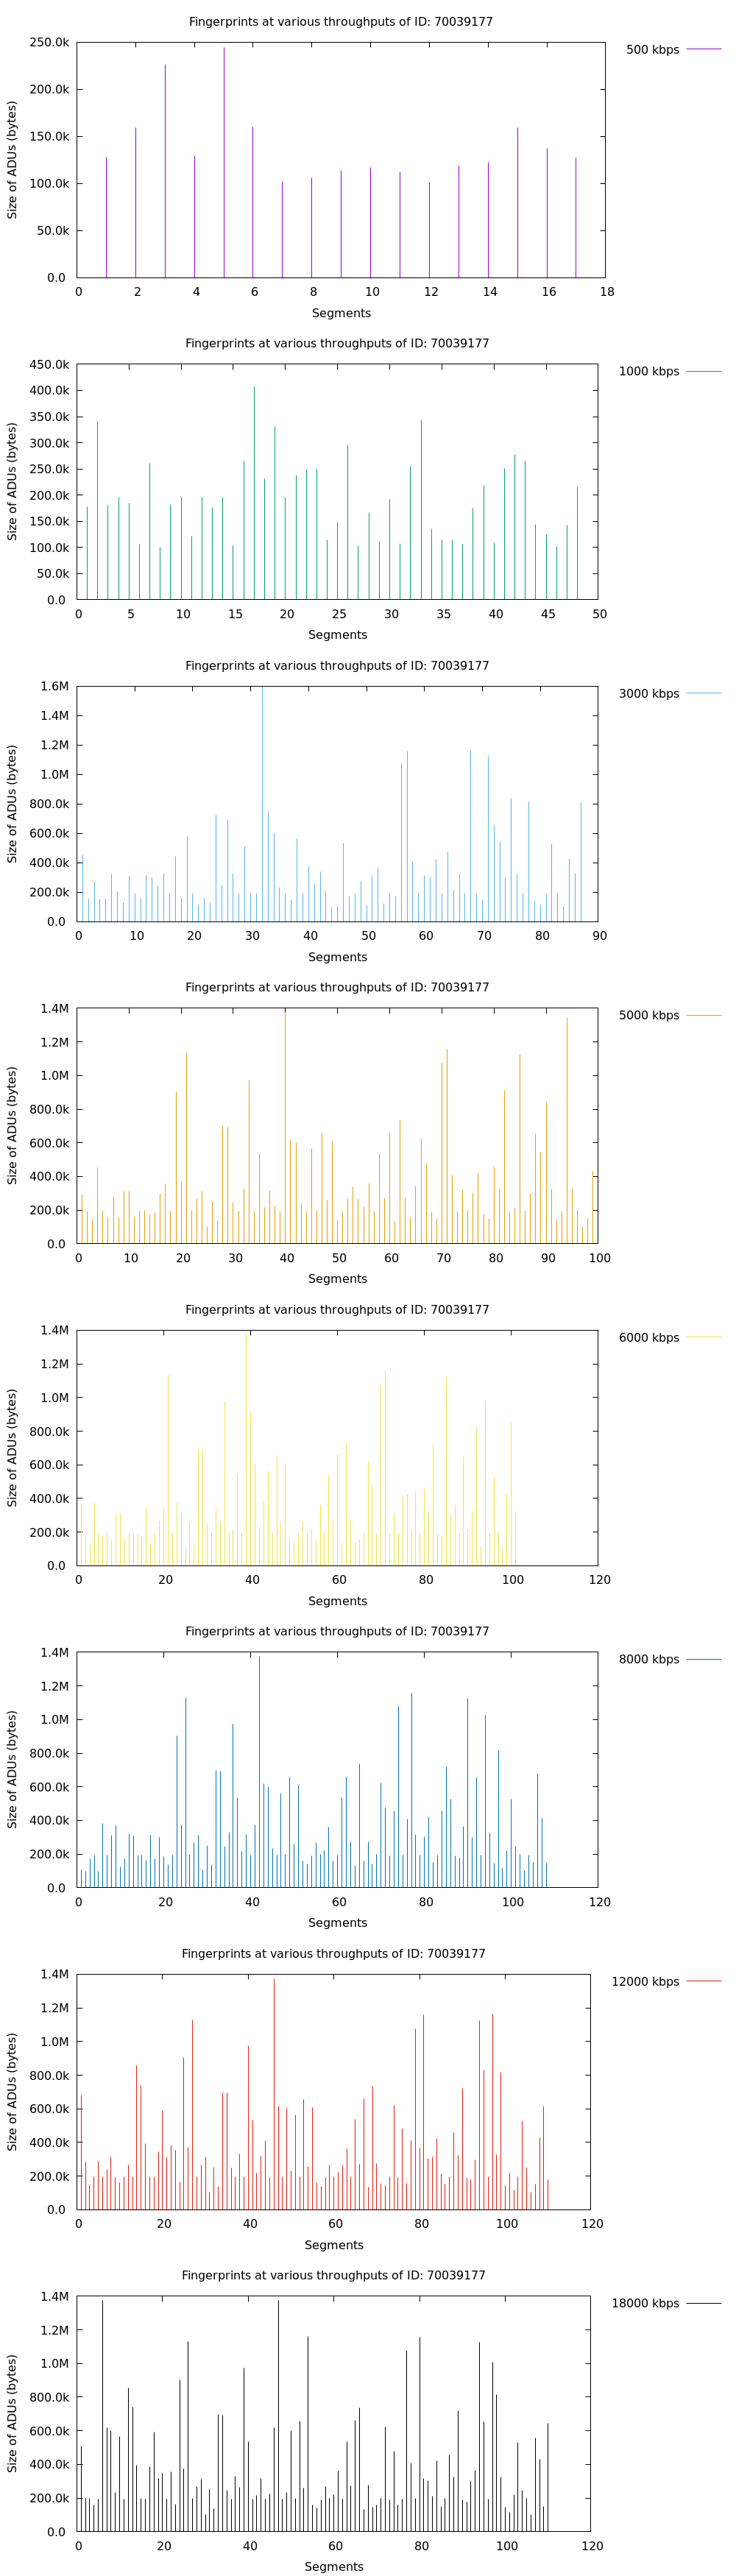 Fingerprints at various throughputs of ID: 70039177
500 kbps
250.0k
200.0k
150.0k
100.0k
50.0k
0.0
Size of ADUs (bytes)
0 2 4 6 8 10 12 14 16 18
Segments
Fingerprints at various throughputs of ID: 70039177
1000 kbps
450.0k
400.0k
350.0k
300.0k
250.0k
200.0k
150.0k
100.0k
50.0k
0.0
Size of ADUs (bytes)
0 5 10 15 20 25 30 35 40 45 50
Segments
Fingerprints at various throughputs of ID: 70039177
3000 kbps
1.6M
1.4M
1.2M
1.0M
800.0k
600.0k
400.0k
200.0k
0.0
Size of ADUs (bytes)
0 10 20 30 40 50 60 70 80 90
Segments
Fingerprints at various throughputs of ID: 70039177
5000 kbps
1.4M
1.2M
1.0M
800.0k
600.0k
400.0k
200.0k
0.0
Size of ADUs (bytes)
0 10 20 30 40 50 60 70 80 90 100
Segments
Fingerprints at various throughputs of ID: 70039177
6000 kbps
1.4M
1.2M
1.0M
800.0k
600.0k
400.0k
200.0k
0.0
Size of ADUs (bytes)
0 20 40 60 80 100 120
Segments
Fingerprints at various throughputs of ID: 70039177
8000 kbps
1.4M
1.2M
1.0M
800.0k
600.0k
400.0k
200.0k
0.0
Size of ADUs (bytes)
0 20 40 60 80 100 120
Segments
Fingerprints at various throughputs of ID: 70039177
12000 kbps
1.4M
1.2M
1.0M
800.0k
600.0k
400.0k
200.0k
0.0
Size of ADUs (bytes)
0 20 40 60 80 100 120
Segments
Fingerprints at various throughputs of ID: 70039177
18000 kbps
1.4M
1.2M
1.0M
800.0k
600.0k
400.0k
200.0k
0.0
Size of ADUs (bytes)
0 20 40 60 80 100 120
Segments